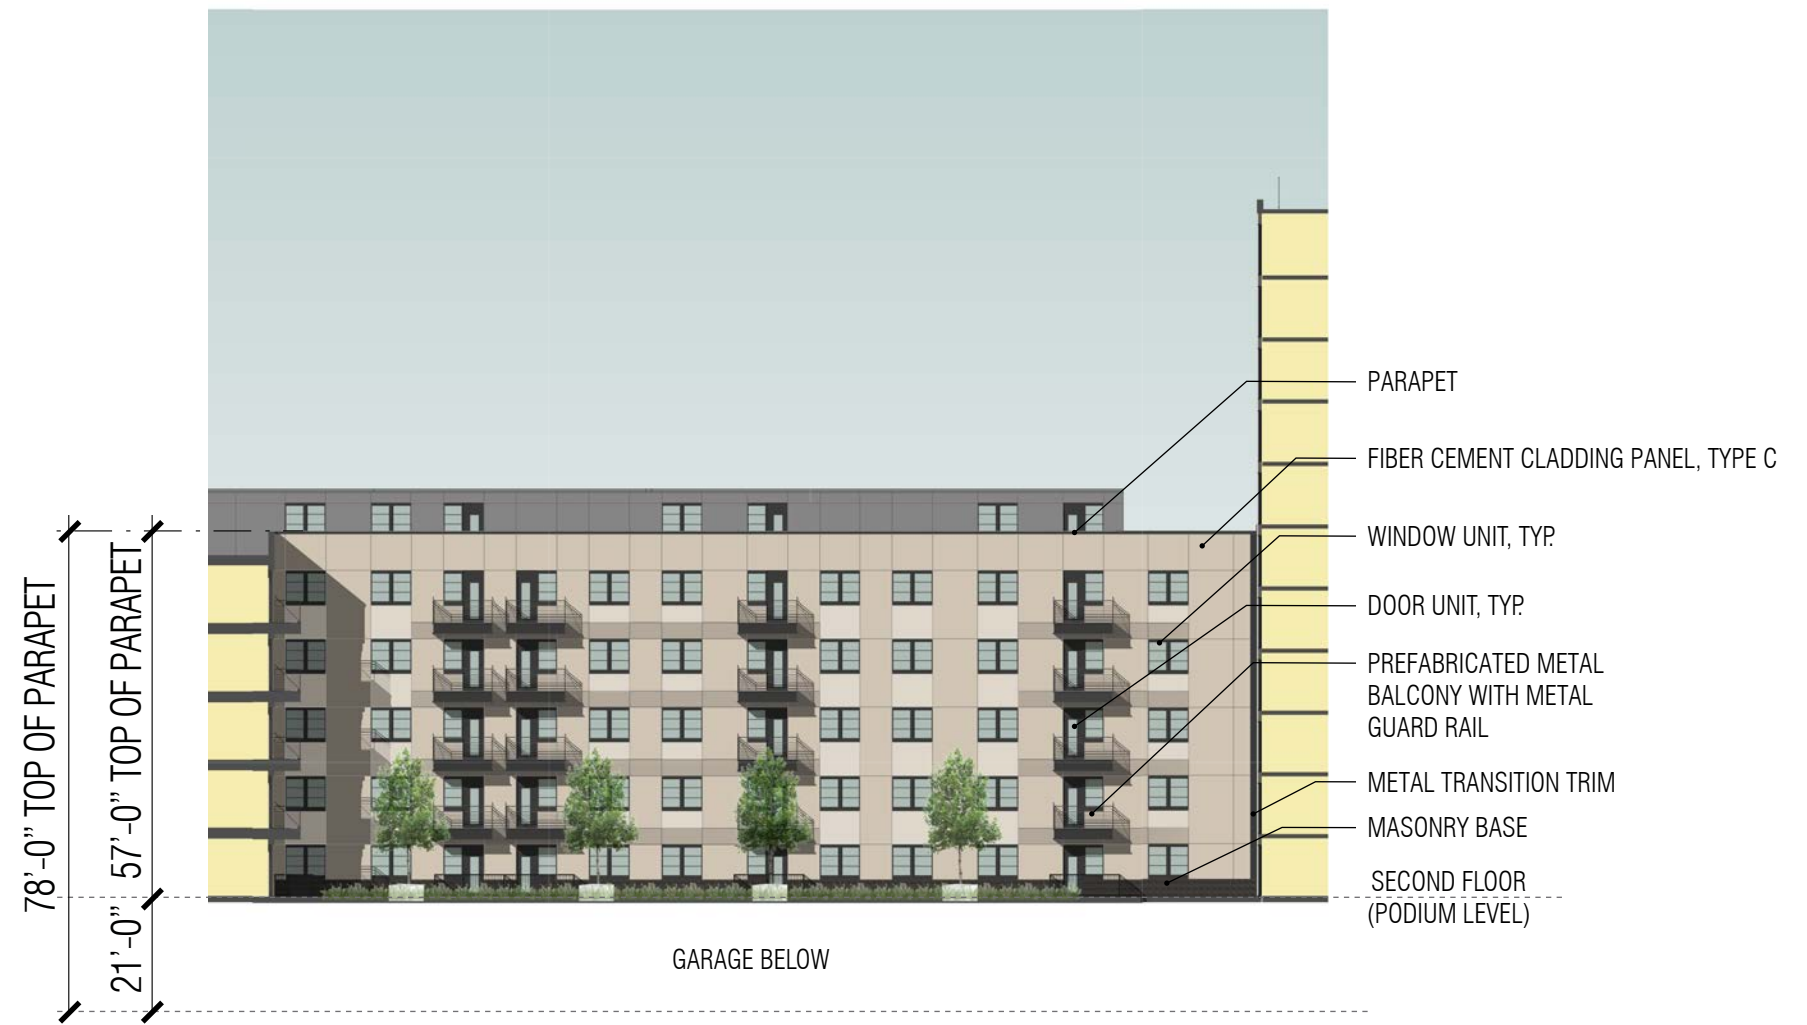 PARAPET
FIBER CEMENT CLADDING PANEL, TYPE C
WINDOW UNIT, TYP.
DOOR UNIT, TYP.
PREFABRICATED METAL
BALCONY WITH METAL
GUARD RAIL
METAL TRANSITION TRIM
MASONRY BASE
SECOND FLOOR
(PODIUM LEVEL)
GARAGE BELOW
78'-0" TOP OF PARAPET
57'-0" TOP OF PARAPET
21'-0"